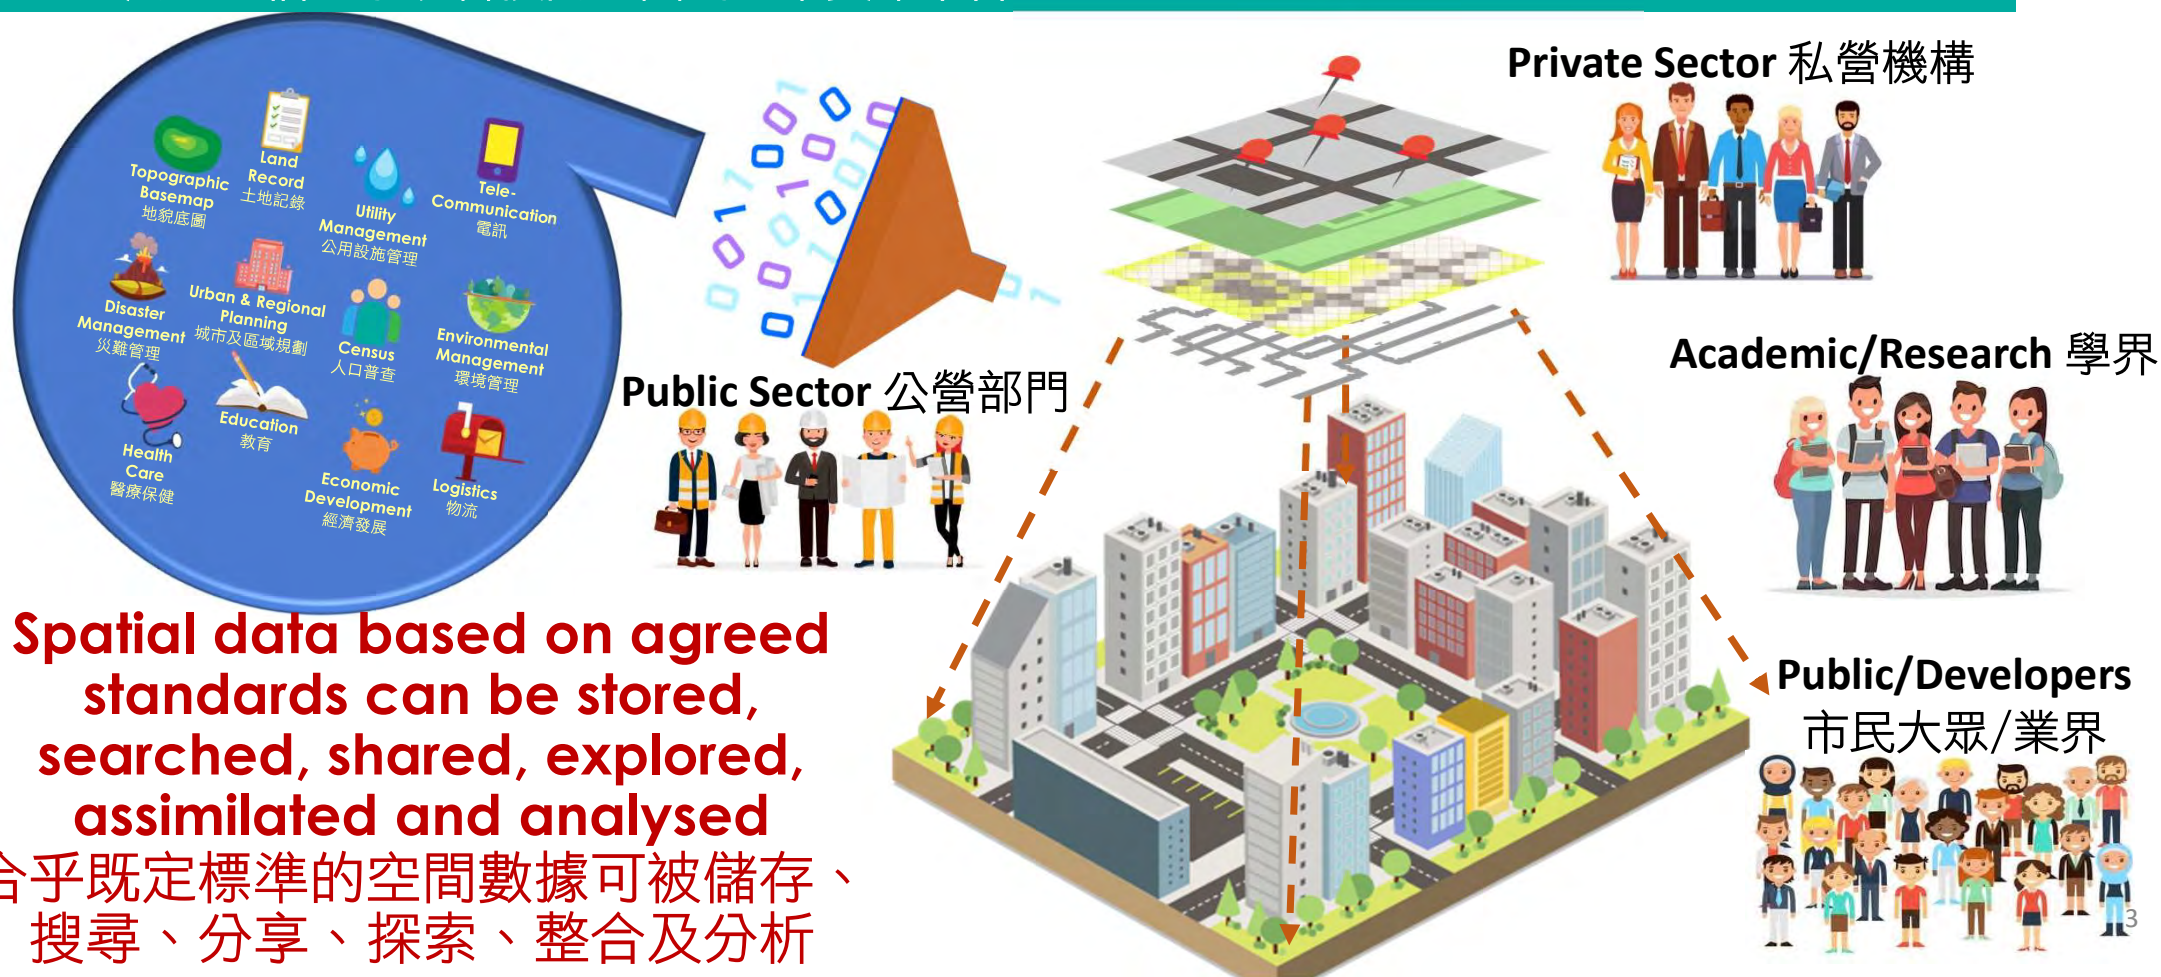 Topographic
Basemap
地貌底圖
Land
Record
土地記錄
Utility
Management
公用設施管理
Tele-
Communication
電訊
Disaster
Management
災難管理
Urban & Regional
Planning
城市及區域規劃
Census
人口普查
Environmental
Management
環境管理
Health
Care
醫療保健
Education
教育
Economic
Development
經濟發展
Logistics
物流
Public Sector 公營部門
Private Sector 私營機構
Academic/Research 學界
Public/Developers
市民大眾/業界
Spatial data based on agreed
standards can be stored,
searched, shared, explored,
assimilated and analysed
合乎既定標準的空間數據可被儲存、
搜尋、分享、探索、整合及分析
3